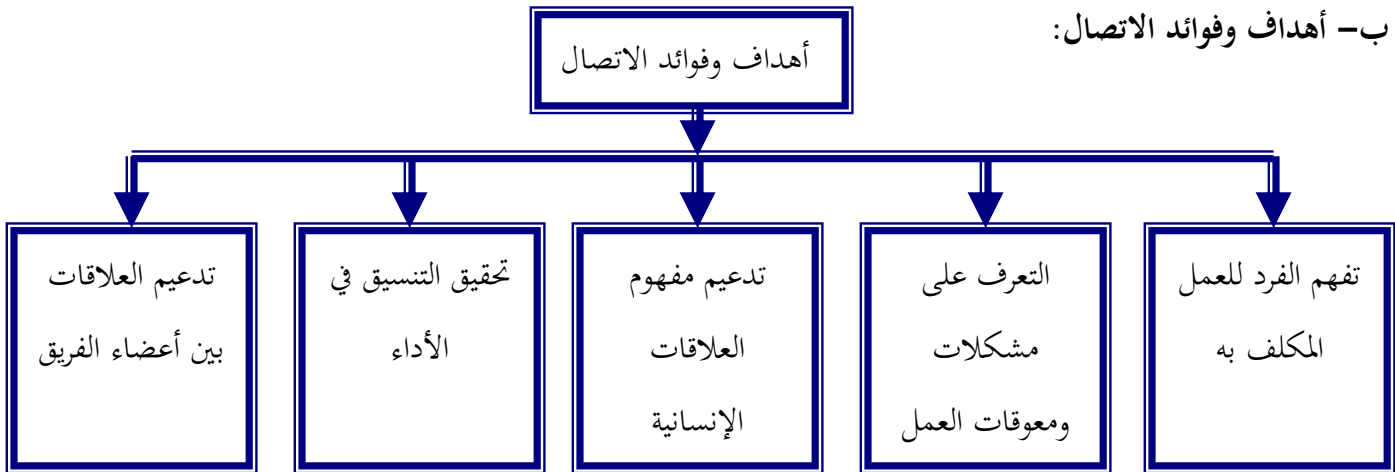 ب– أهداف وفوائد الاتصال:
أهداف وفوائد الاتصال
تفهم الفرد للعمل
المكلف به
التعرف على
مشكلات
ومعوقات العمل
تدعيم مفهوم
العلاقات
الإنسانية
تحقيق التنسيق في
الأداء
تدعيم العلاقات
بين أعضاء الفريق